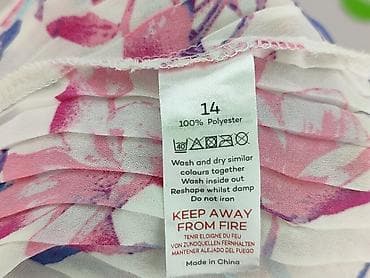 14
100% Polyester
40
Wash and dry similar
colours together
Wash inside out
Reshape whilst damp
Do not iron
KEEP AWAY
FROM FIRE
TENIR ELOIGNE DU FEU
VON ZUNDQUELLEN FERNHALTEN
MANTENER ALEJADO DEL FUEGO
Made in China